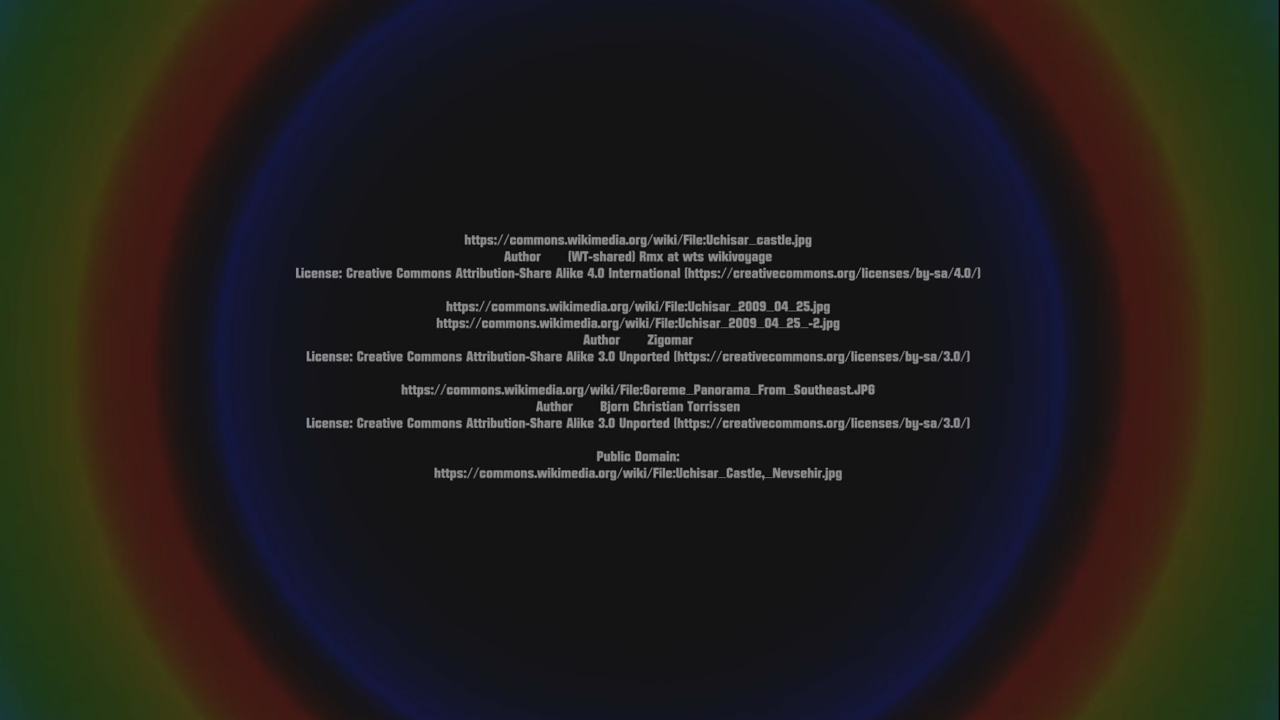 https://commons.wikimedia.org/wiki/File:Uchisar_castle.jpg
Author (WT-shared) Rmx at wts wikivoyage
License: Creative Commons Attribution-Share Alike 4.0 International (https://creativecommons.org/licenses/by-sa/4.0/)
https://commons.wikimedia.org/wiki/File:Uchisar_2009_04_25.jpg
https://commons.wikimedia.org/wiki/File:Uchisar_2009_04_25_-2.jpg
Author Zigomar
License: Creative Commons Attribution-Share Alike 3.0 Unported (https://creativecommons.org/licenses/by-sa/3.0/)
https://commons.wikimedia.org/wiki/File:Goreme_Panorama_From_Southeast.JPG
Author Bjorn Christian Torrissen
License: Creative Commons Attribution-Share Alike 3.0 Unported (https://creativecommons.org/licenses/by-sa/3.0/)
Public Domain:
https://commons.wikimedia.org/wiki/File:Uchisar_Castle,_Nevsehir.jpg